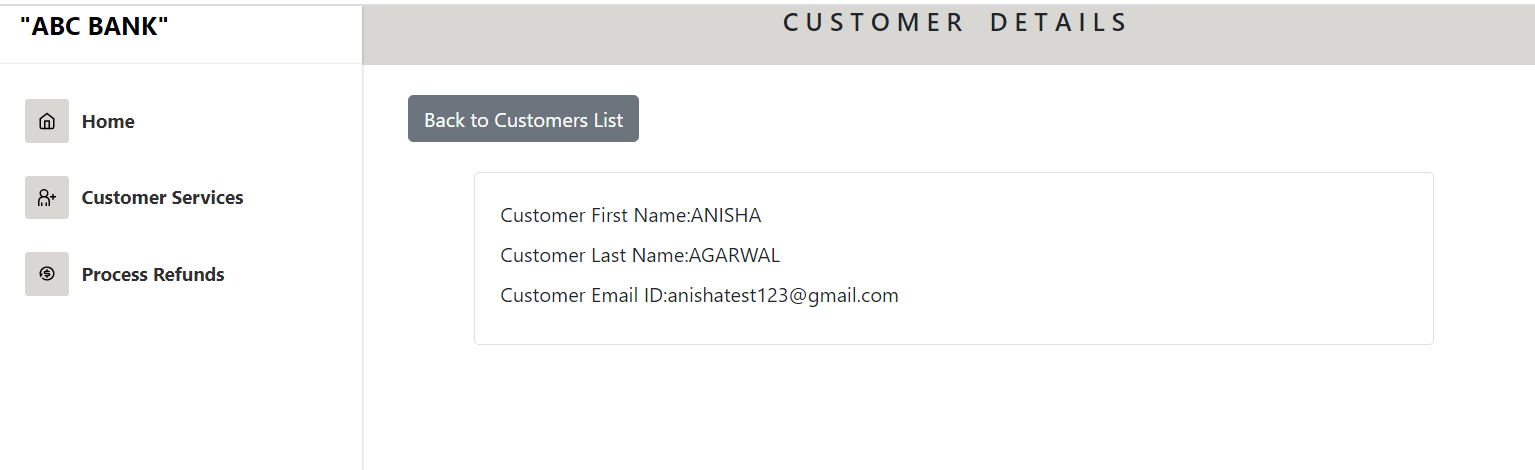 "ABC BANK"
CUSTOMER DETAILS
Home
Customer Services
Process Refunds
Back to Customers List
Customer First Name:ANISHA
Customer Last Name:AGARWAL
Customer Email ID:anishatest123@gmail.com